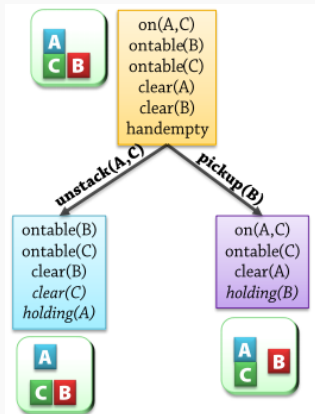 A
C B
on(A,C)
ontable(B)
ontable(C)
clear(A)
clear(B)
handempty
unstack(A,C)
pickup(B)
ontable(B)
ontable(C)
clear(B)
clear(C)
holding(A)
on(A,C)
ontable(C)
clear(A)
holding(B)
A
C B
A
B
C